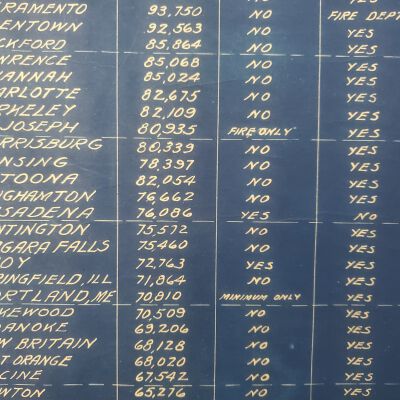 RAMENTO 93,750 NO FIRE DEPT
ENTOWN 92,563 NO YES
CKFORD 85,864 NO YES
WRENCE 85,068 NO YES
ANNAH 85,024 NO YES
ARLOTTE 82,675 NO YES
RKELEY 82,109 NO YES
JOSEPH 80,935 FIRE ONLY YES
RRISBURG 80,339 NO YES
NSING 78,397 NO YES
TOONA 82,054 NO YES
GHAMTON 76,662 NO YES
SADENA 76,086 YES NO
NTINGTON 75,572 NO YES
GARA FALLS 75460 NO YES
OY 72,763 YES YES
RINGFIELD, ILL 71,864 NO YES
ORTLAND, ME 70,810 MINIMUM ONLY YES
KEWOOD 70,509 NO YES
ANOKE 69,206 NO YES
W BRITAIN 68,128 NO YES
T ORANGE 68,020 NO YES
CINE 67,542 NO YES
WTON 65,276 NO YES